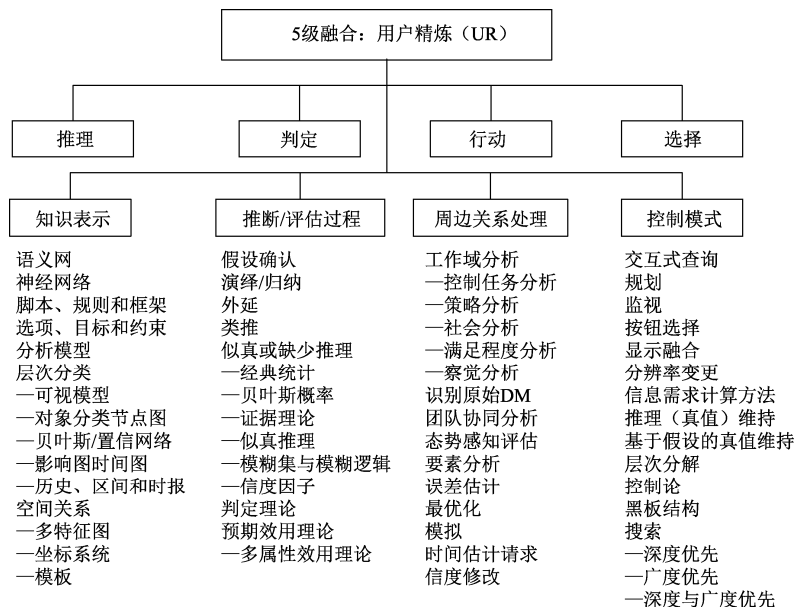 5级融合：用户精炼（UR）
推理
判定
行动
选择
知识表示
推断/评估过程
周边关系处理
控制模式
语义网
神经网络
脚本、规则和框架
选项、目标和约束
分析模型
层次分类
—可视模型
—对象分类节点图
—贝叶斯/置信网络
—影响图时间图
—历史、区间和时报
空间关系
—多特征图
—坐标系统
—模板
假设确认
演绎/归纳
外延
类推
似真或缺少推理
—经典统计
—贝叶斯概率
—证据理论
—似真推理
—模糊集与模糊逻辑
—信度因子
判定理论
预期效用理论
—多属性效用理论
工作域分析
—控制任务分析
—策略分析
—社会分析
—满足程度分析
—察觉分析
识别原始DM
团队协同分析
态势感知评估
要素分析
误差估计
最优化
模拟
时间估计请求
信度修改
交互式查询
规划
监视
按钮选择
显示融合
分辨率变更
信息需求计算方法
推理（真值）维持
基于假设的真值维持
层次分解
控制论
黑板结构
搜索
—深度优先
—广度优先
—深度与广度优先